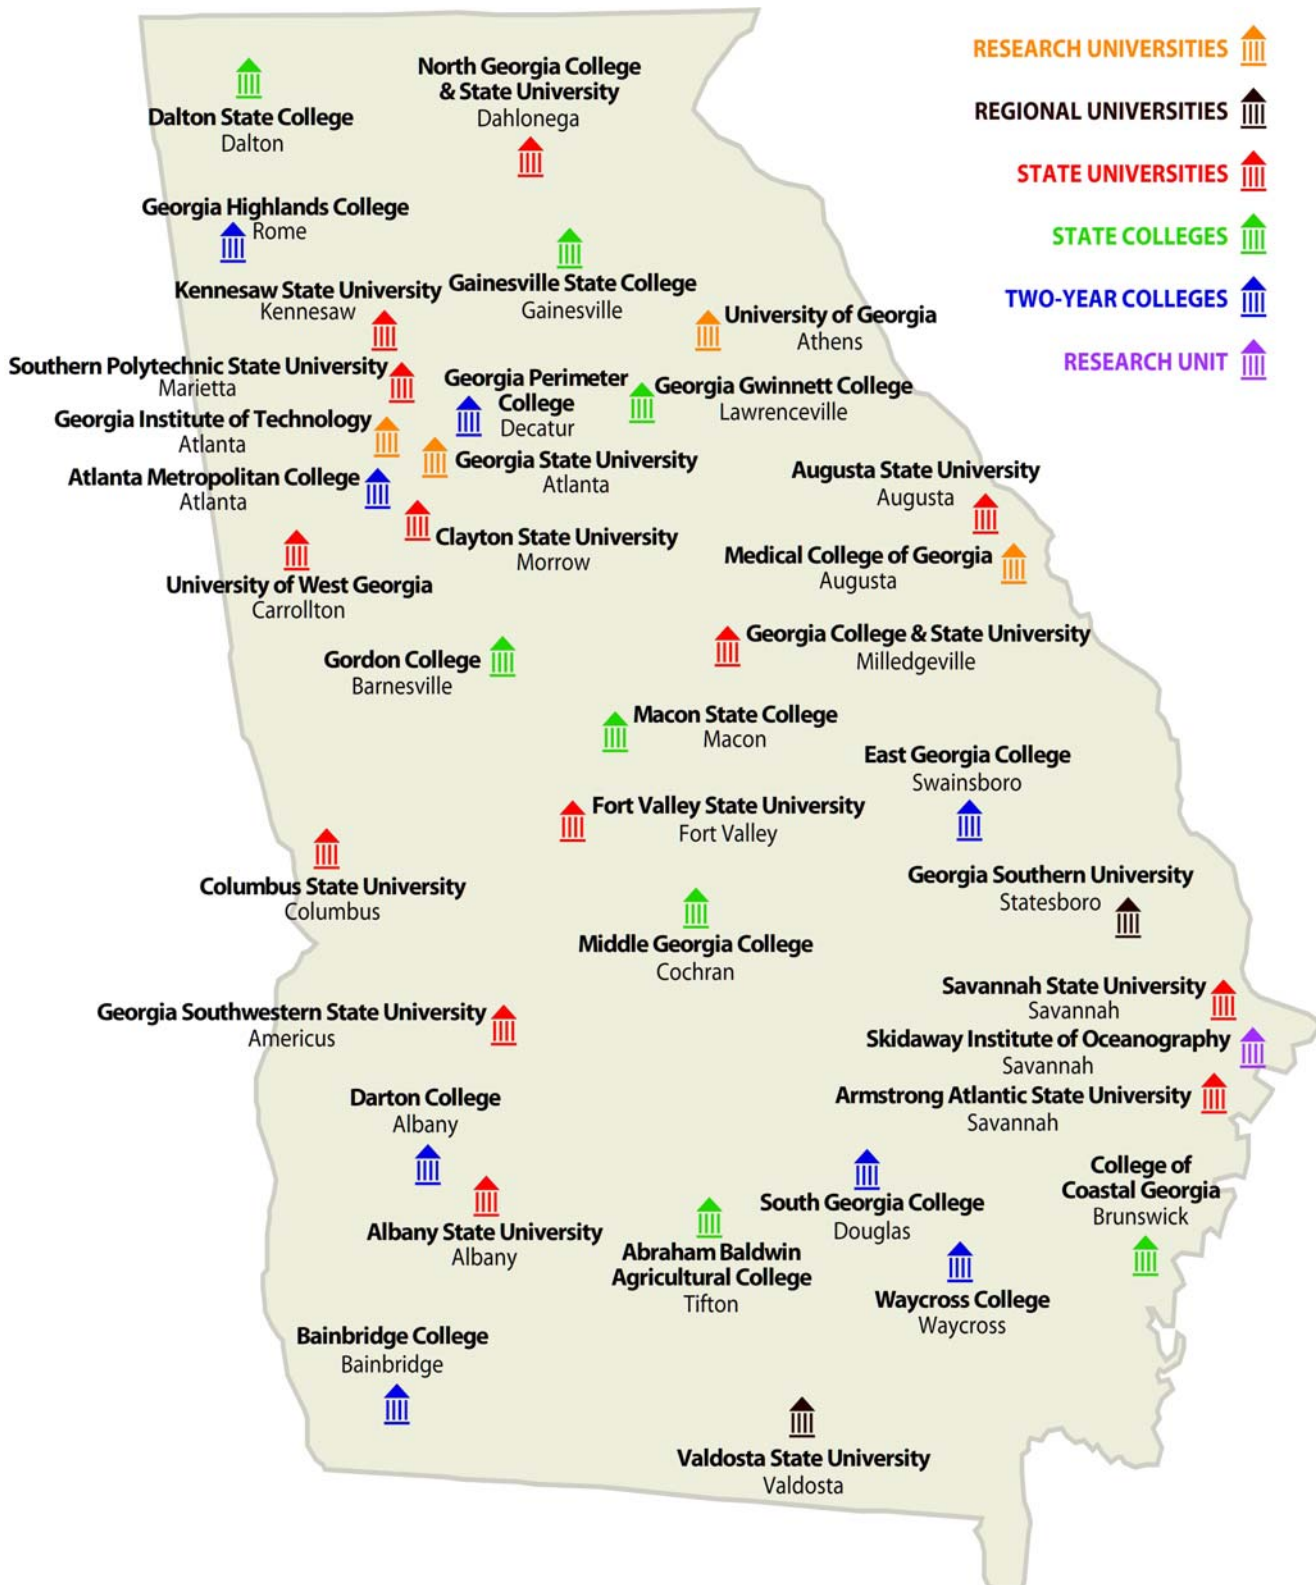 RESEARCH UNIVERSITIES
REGIONAL UNIVERSITIES
STATE UNIVERSITIES
STATE COLLEGES
TWO-YEAR COLLEGES
RESEARCH UNIT
Dalton State College
Dalton
North Georgia College
& State University
Dahlonega
Georgia Highlands College
Rome
Kennesaw State University
Kennesaw
Gainesville State College
Gainesville
University of Georgia
Athens
Southern Polytechnic State University
Marietta
Georgia Perimeter
College
Decatur
Georgia Gwinnett College
Lawrenceville
Georgia Institute of Technology
Atlanta
Georgia State University
Atlanta
Atlanta Metropolitan College
Atlanta
Augusta State University
Augusta
Clayton State University
Morrow
Medical College of Georgia
Augusta
University of West Georgia
Carrollton
Georgia College & State University
Milledgeville
Gordon College
Barnesville
Macon State College
Macon
East Georgia College
Swainsboro
Fort Valley State University
Fort Valley
Columbus State University
Columbus
Georgia Southern University
Statesboro
Middle Georgia College
Cochran
Savannah State University
Savannah
Georgia Southwestern State University
Americus
Skidaway Institute of Oceanography
Savannah
Armstrong Atlantic State University
Savannah
Darton College
Albany
College of
Coastal Georgia
Brunswick
South Georgia College
Douglas
Albany State University
Albany
Abraham Baldwin
Agricultural College
Tifton
Waycross College
Waycross
Bainbridge College
Bainbridge
Valdosta State University
Valdosta